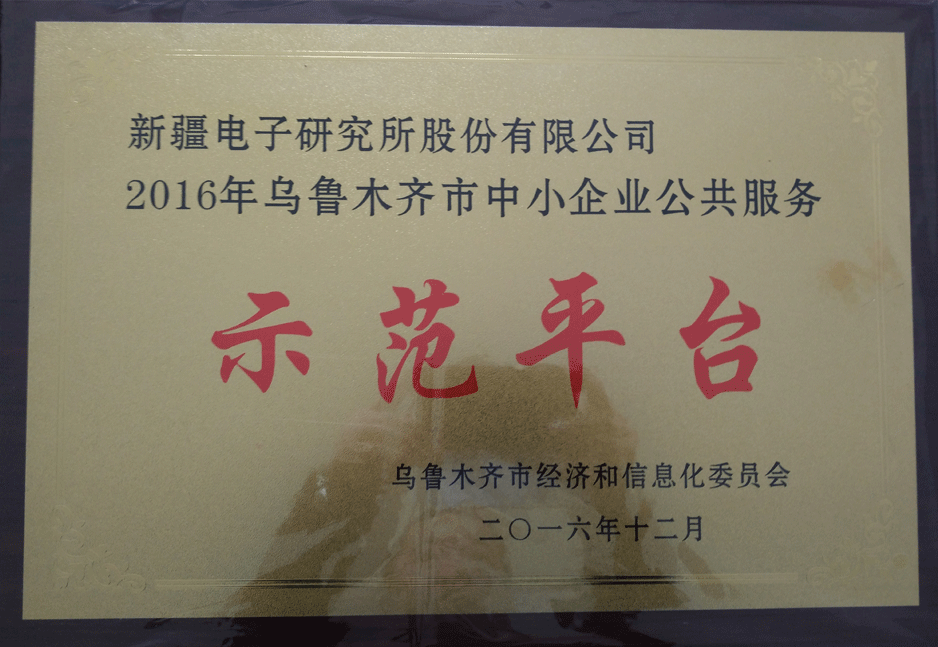 新疆电子研究所股份有限公司
2016年乌鲁木齐市中小企业公共服务
示范平台
乌鲁木齐市经济和信息化委员会
二〇一六年十二月